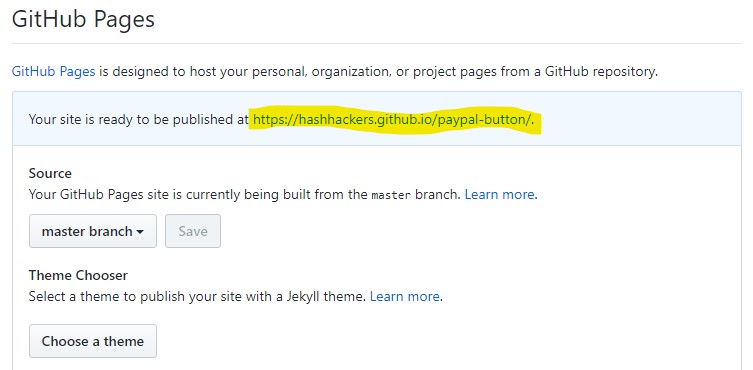 GitHub Pages
GitHub Pages is designed to host your personal, organization, or project pages from a GitHub repository.
Your site is ready to be published at https://hashhackers.github.io/paypal-button/.
Source
Your GitHub Pages site is currently being built from the master branch. Learn more.
master branch Save
Theme Chooser
Select a theme to publish your site with a Jekyll theme. Learn more.
Choose a theme